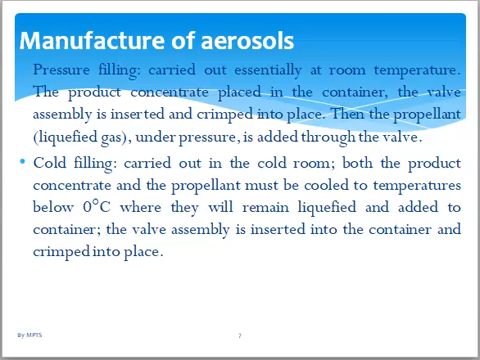 Manufacture of aerosols
Pressure filling: carried out essentially at room temperature.
The product concentrate placed in the container, the valve
assembly is inserted and crimped into place. Then the propellant
(liquefied gas), under pressure, is added through the valve.
• Cold filling: carried out in the cold room; both the product
concentrate and the propellant must be cooled to temperatures
below 0°C where they will remain liquefied and added to
container; the valve assembly is inserted into the container and
crimped into place.
By MPTS
7